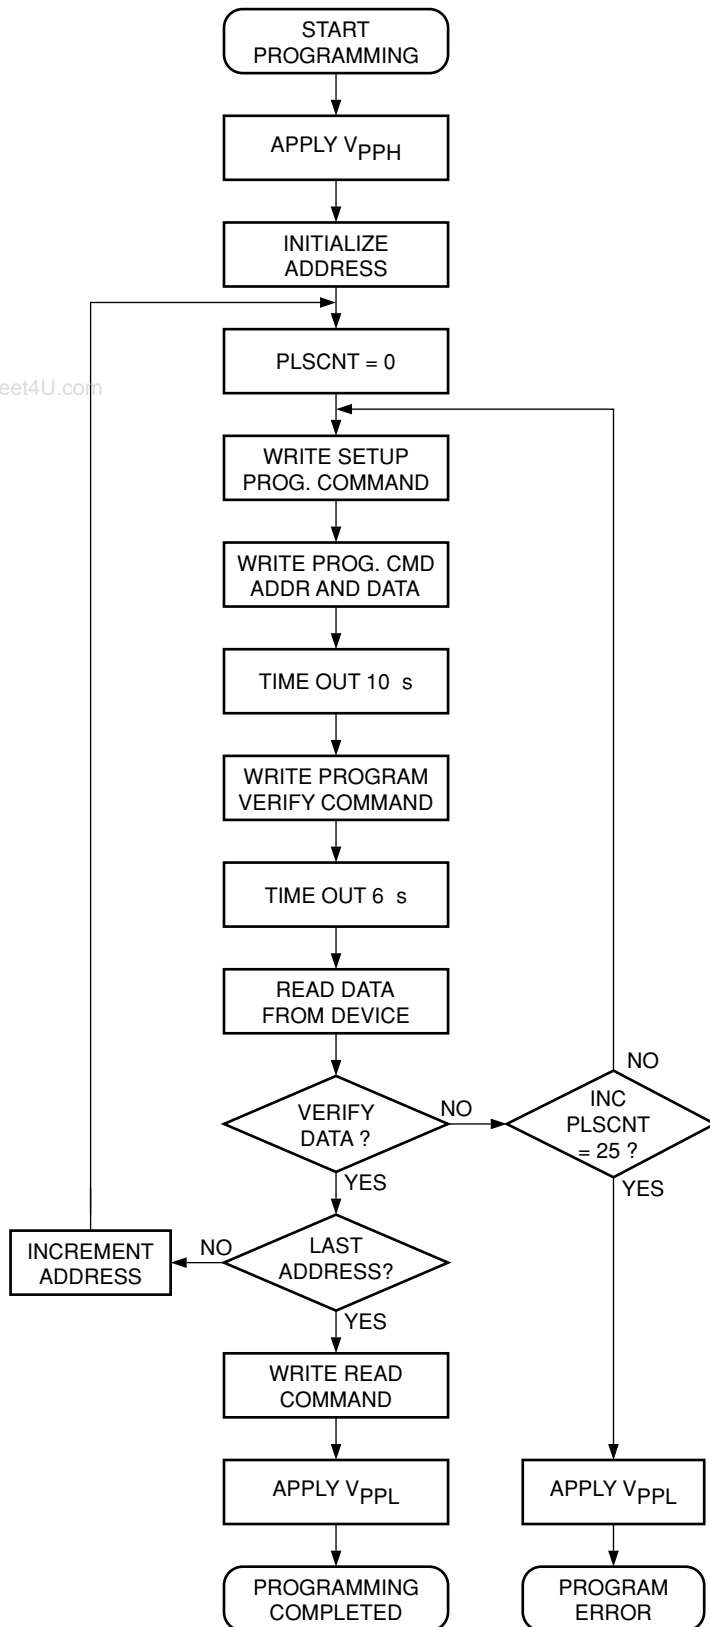 START
PROGRAMMING
APPLY VPPH
INITIALIZE
ADDRESS
PLSCNT = 0
eet4U.com
WRITE SETUP
PROG. COMMAND
WRITE PROG. CMD
ADDR AND DATA
TIME OUT 10 s
WRITE PROGRAM
VERIFY COMMAND
TIME OUT 6 s
READ DATA
FROM DEVICE
VERIFY
DATA ?
NO
INC
PLSCNT
= 25 ?
NO
YES
YES
LAST
ADDRESS?
NO
INCREMENT
ADDRESS
YES
WRITE READ
COMMAND
APPLY VPPL
APPLY VPPL
PROGRAMMING
COMPLETED
PROGRAM
ERROR